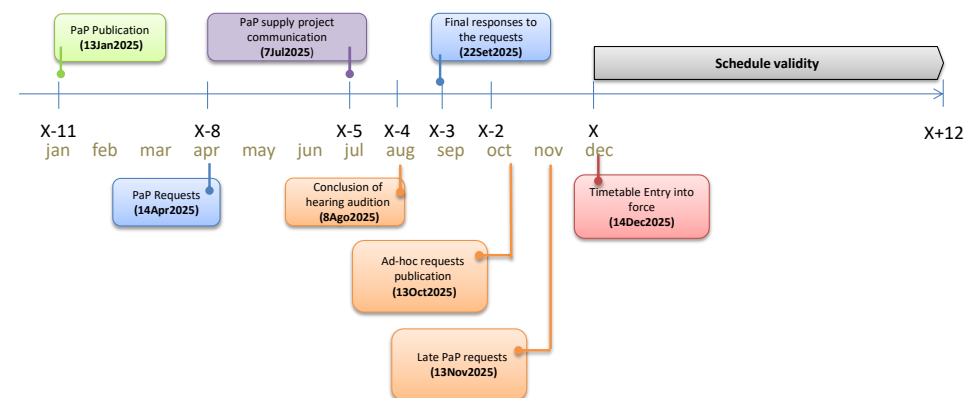 PaP Publication
(13Jan2025)
PaP supply project
communication
(7Jul2025)
Final responses to
the requests
(22Set2025)
Schedule validity
X-11
X-8
X-5
X-4
X-3
X-2
X
X+12
jan
feb
mar
apr
may
jun
jul
aug
sep
oct
nov
dec
PaP Requests
(14Apr2025)
Conclusion of
hearing audition
(8Ago2025)
Timetable Entry into
force
(14Dec2025)
Ad-hoc requests
publication
(13Oct2025)
Late PaP requests
(13Nov2025)